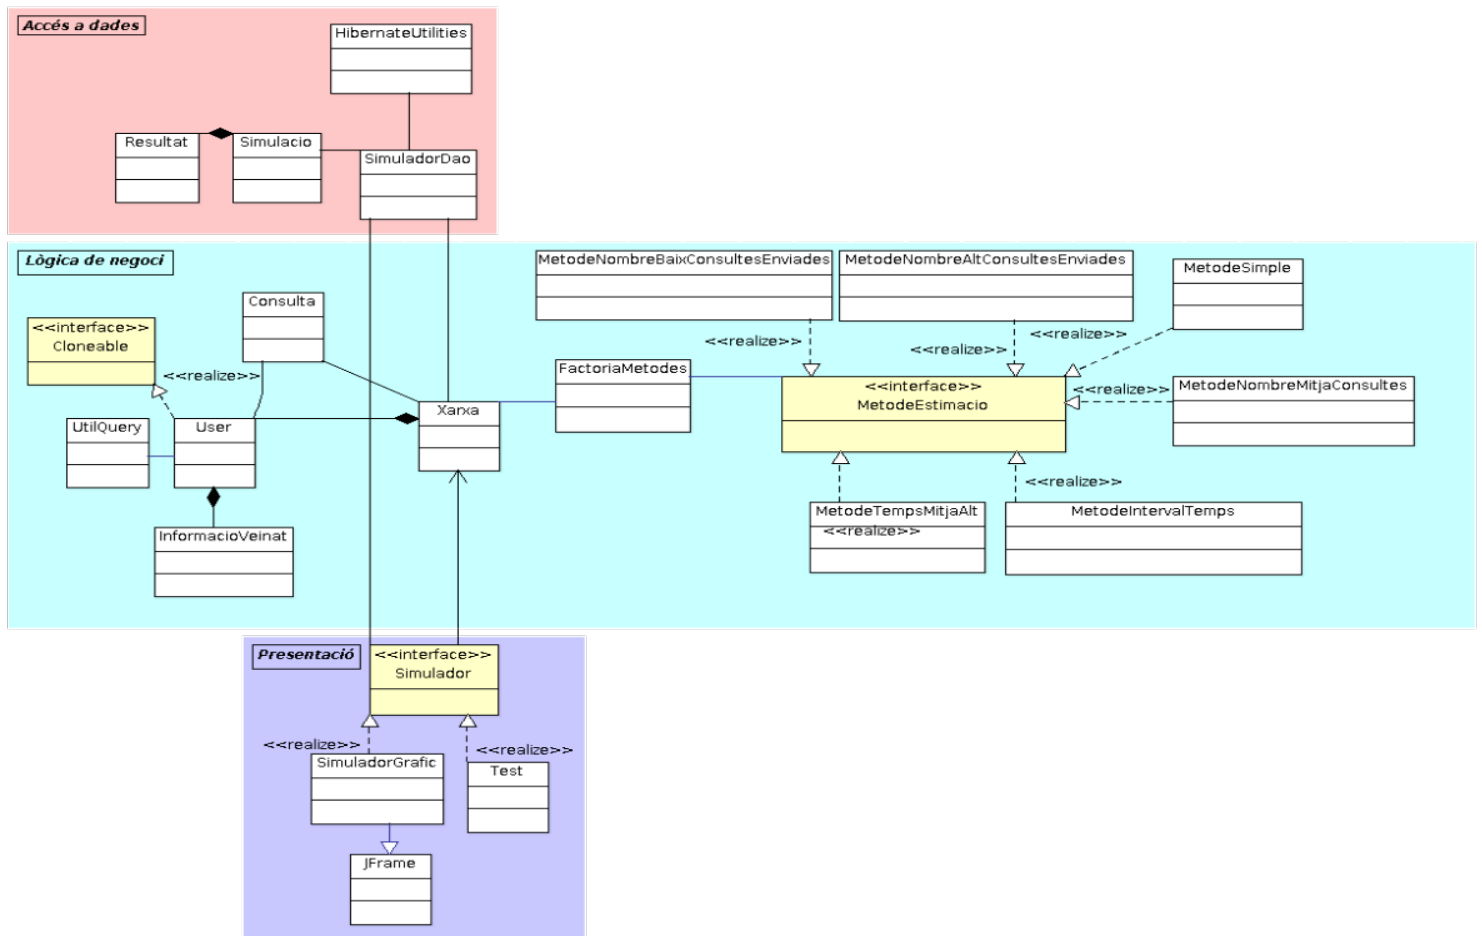 Accés a dades
HibernateUtilities
Resultat
Simulacio
SimuladorDao
Lògica de negoci
MetodeNombreBaixConsultesEnviades
MetodeNombreAltConsultesEnviades
MetodeSimple
Consulta
<<interface>>
Cloneable
<<realize>>
<<realize>>
<<realize>>
<<realize>>
FactoriaMetodes
<<interface>>
MetodeEstimacio
<<realize>>
MetodeNombreMitjaConsultes
UtilQuery
User
Xarxa
<<realize>>
MetodeTempsMitjaAlt
<<realize>>
MetodeIntervalTemps
InformacioVeinat
Presentació
<<interface>>
Simulador
<<realize>>
<<realize>>
SimuladorGrafic
Test
JFrame